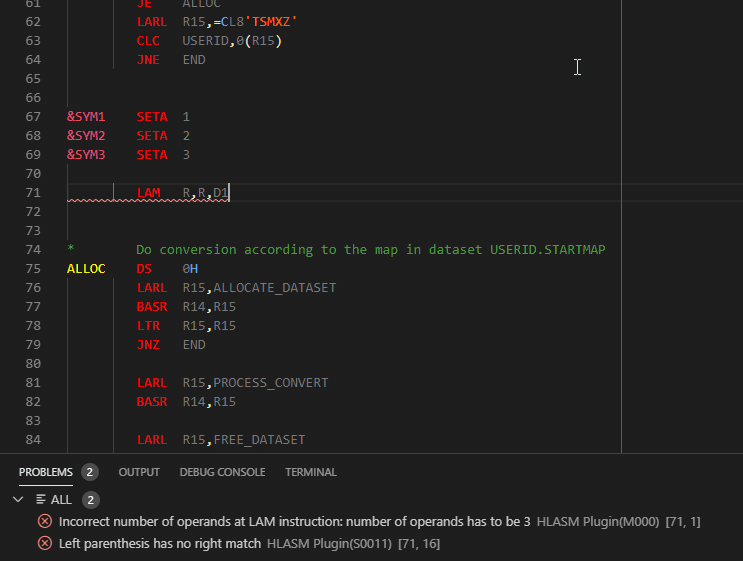 61 JE ALLOC
62 LARL R15,=CL8'TSMXZ'
63 CLC USERID,0(R15)
64 JNE END
65
66
67 &SYM1 SETA 1
68 &SYM2 SETA 2
69 &SYM3 SETA 3
70
71 LAM R,R,D1
72
73
74 * Do conversion according to the map in dataset USERID.STARTMAP
75 ALLOC DS 0H
76 LARL R15,ALLOCATE_DATASET
77 BASR R14,R15
78 LTR R15,R15
79 JNZ END
80
81 LARL R15,PROCESS_CONVERT
82 BASR R14,R15
83
84 LARL R15,FREE_DATASET
PROBLEMS 2 OUTPUT DEBUG CONSOLE TERMINAL
ALL 2
Incorrect number of operands at LAM instruction: number of operands has to be 3 HLASM Plugin(M000) [71, 1]
Left parenthesis has no right match HLASM Plugin(S0011) [71, 16]